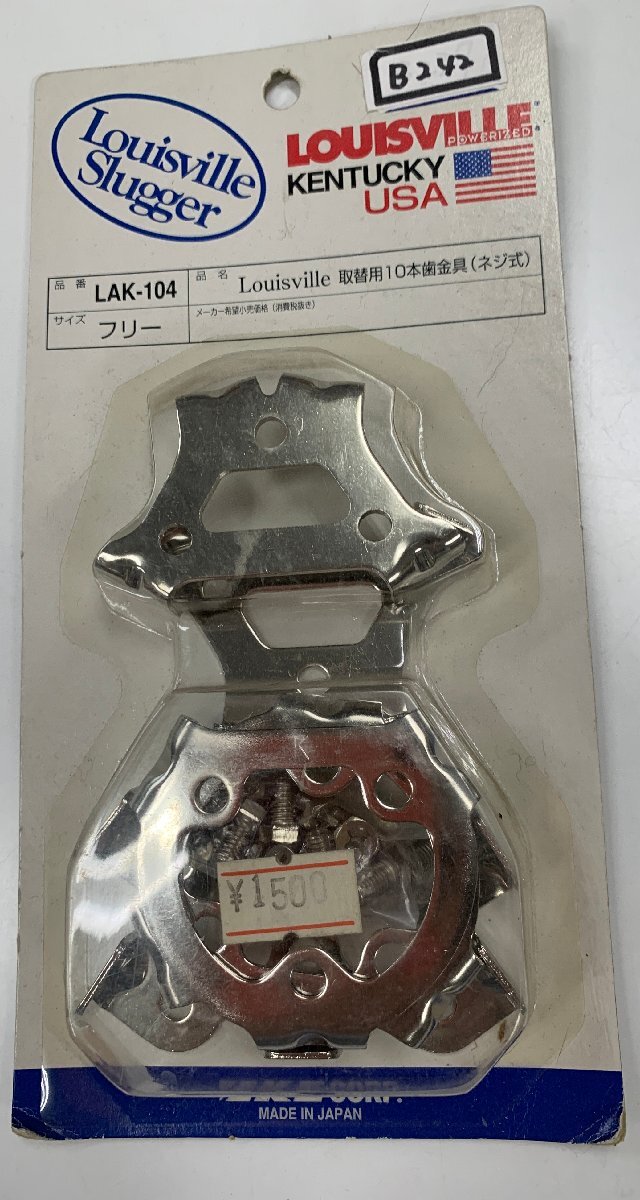 B242
Louisville
Slugger
LOUISVILLE
POWERIZED
KENTUCKY
USA
品番 LAK-104
品名 Louisville 取替用10本歯金具(ネジ式)
サイズ フリー
メーカー希望小売価格(消費税抜き)
K
¥1500
CORP.
MADE IN JAPAN